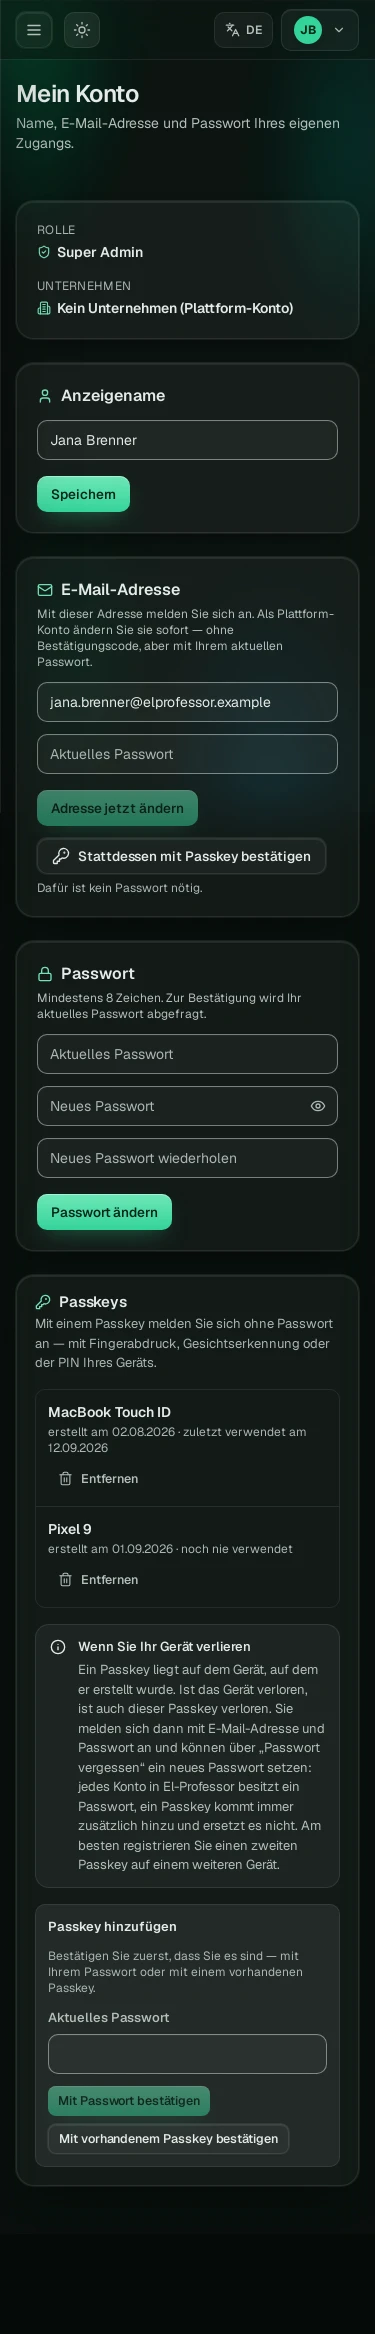 DE
JB
Mein Konto
Name, E-Mail-Adresse und Passwort Ihres eigenen
Zugangs.
ROLLE
Super Admin
UNTERNEHMEN
Kein Unternehmen (Plattform-Konto)
Anzeigename
Jana Brenner
Speichern
E-Mail-Adresse
Mit dieser Adresse melden Sie sich an. Als Plattform-
Konto ändern Sie sie sofort — ohne
Bestätigungscode, aber mit Ihrem aktuellen
Passwort.
jana.brenner@elprofessor.example
Aktuelles Passwort
Adresse jetzt ändern
Stattdessen mit Passkey bestätigen
Dafür ist kein Passwort nötig.
Passwort
Mindestens 8 Zeichen. Zur Bestätigung wird Ihr
aktuelles Passwort abgefragt.
Aktuelles Passwort
Neues Passwort
Neues Passwort wiederholen
Passwort ändern
Passkeys
Mit einem Passkey melden Sie sich ohne Passwort
an — mit Fingerabdruck, Gesichtserkennung oder
der PIN Ihres Geräts.
MacBook Touch ID
erstellt am 02.08.2026 · zuletzt verwendet am
12.09.2026
Entfernen
Pixel 9
erstellt am 01.09.2026 · noch nie verwendet
Entfernen
Wenn Sie Ihr Gerät verlieren
Ein Passkey liegt auf dem Gerät, auf dem
er erstellt wurde. Ist das Gerät verloren,
ist auch dieser Passkey verloren. Sie
melden sich dann mit E-Mail-Adresse und
Passwort an und können über „Passwort
vergessen“ ein neues Passwort setzen:
jedes Konto in El-Professor besitzt ein
Passwort, ein Passkey kommt immer
zusätzlich hinzu und ersetzt es nicht. Am
besten registrieren Sie einen zweiten
Passkey auf einem weiteren Gerät.
Passkey hinzufügen
Bestätigen Sie zuerst, dass Sie es sind — mit
Ihrem Passwort oder mit einem vorhandenen
Passkey.
Aktuelles Passwort
Mit Passwort bestätigen
Mit vorhandenem Passkey bestätigen